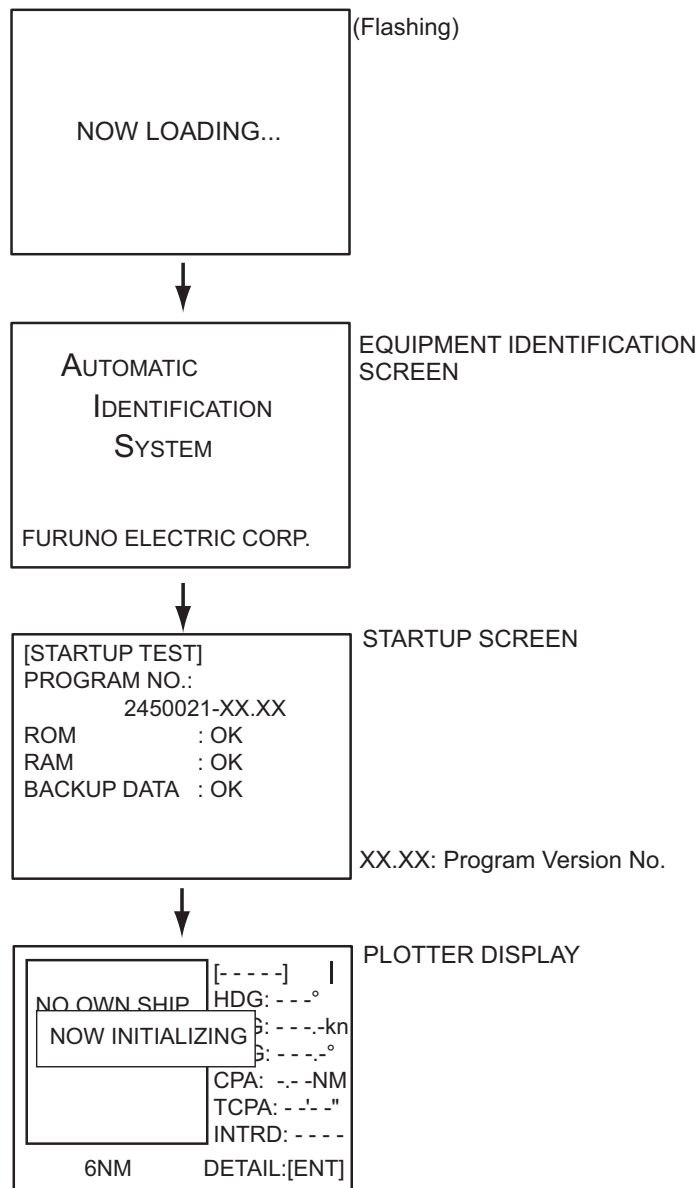 (Flashing)
NOW LOADING...
AUTOMATIC
IDENTIFICATION
SYSTEM
FURUNO ELECTRIC CORP.
EQUIPMENT IDENTIFICATION
SCREEN
[STARTUP TEST]
PROGRAM NO.:
2450021-XX.XX
ROM : OK
RAM : OK
BACKUP DATA : OK
STARTUP SCREEN
XX.XX: Program Version No.
PLOTTER DISPLAY
NO OWN SHIP
NOW INITIALIZING
[- - - - -]
HDG: - - -°
G: - - -.-kn
G: - - -.-°
CPA: -.- -NM
TCPA: - -'- -"
INTRD: - - - -
6NM DETAIL:[ENT]